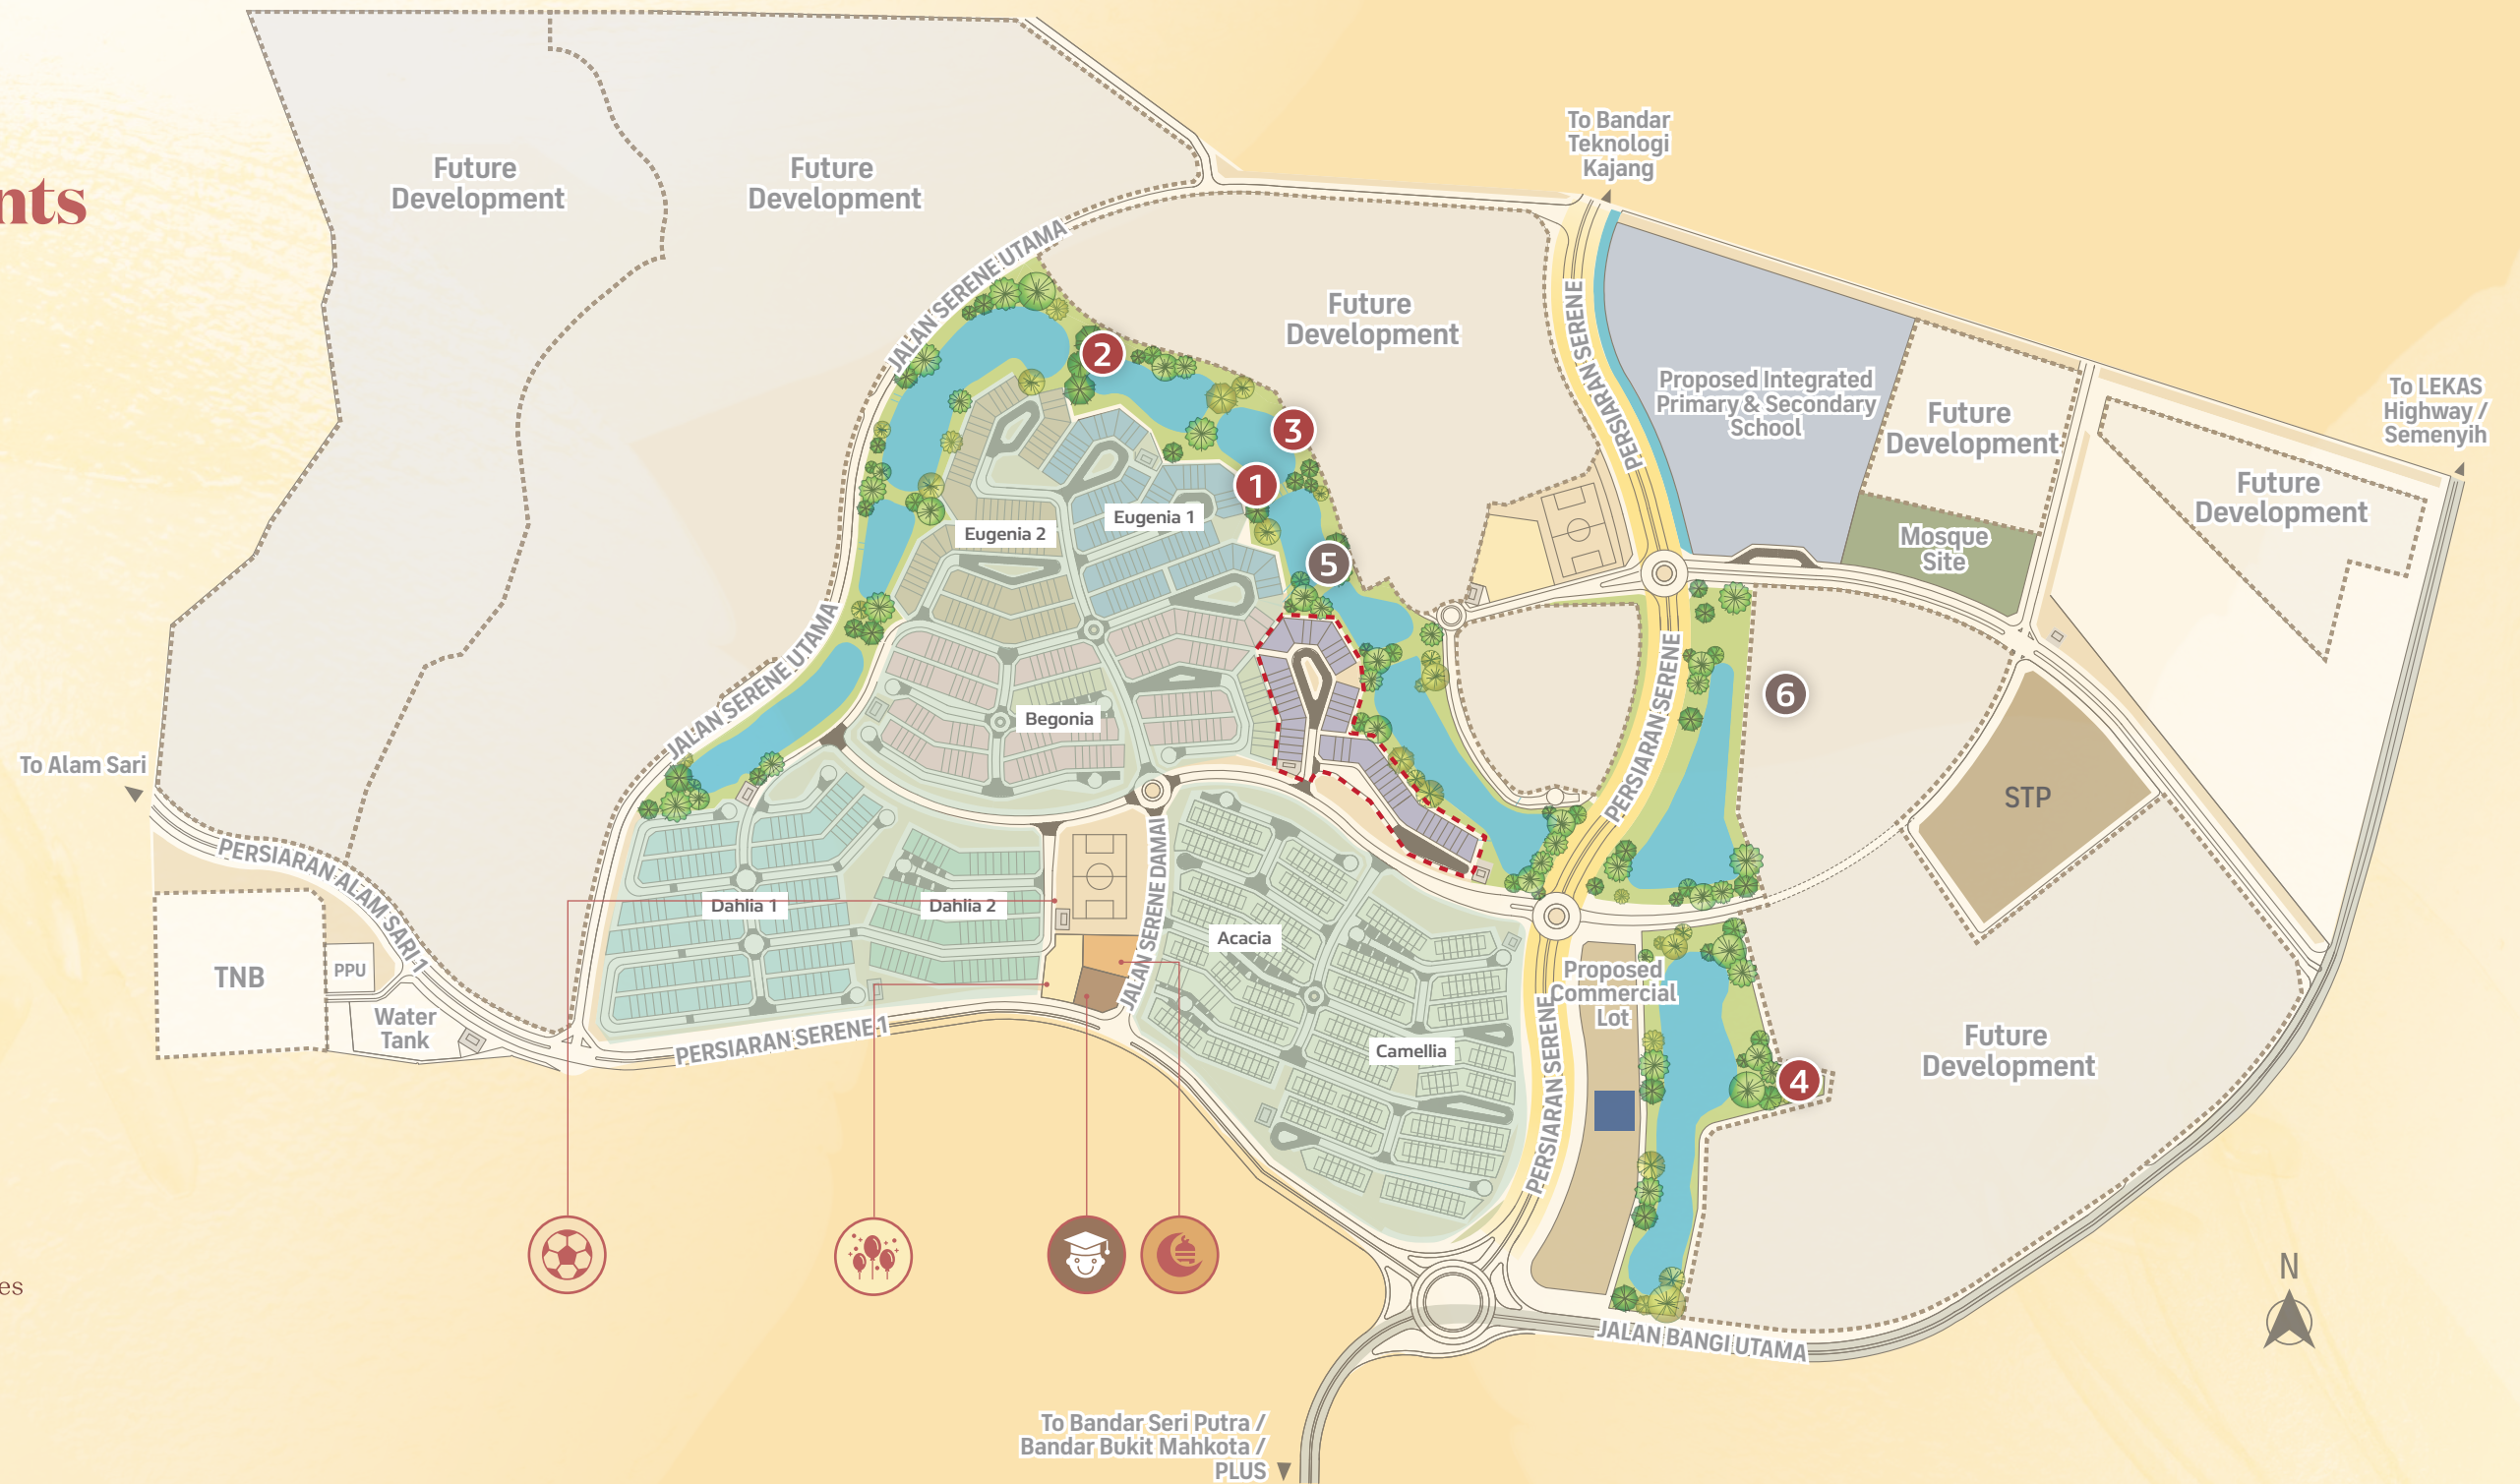 nts
es
To Bandar
Teknologi
Kajang
Future
Development
Future
Development
JALAN SERENE UTAMA
2
Future
Development
PERSIARAN SERENE
Proposed Integrated
Primary & Secondary
School
Future
Development
To LEKAS
Highway /
Semenyih
Future
Development
3
1
Eugenia 1
Eugenia 2
5
Mosque
Site
JALAN SERENE UTAMA
PERSIARAN SERENE
6
Begonia
To Alam Sari
STP
PERSIARAN ALAM SARI 1
JALAN SERENE DAMAI
Dahlia 1
Dahlia 2
Acacia
TNB
PPU
Water
Tank
PERSIARAN SERENE 1
Camellia
PERSIARAN SERENE
Proposed
Commercial
Lot
4
Future
Development
N
JALAN BANGI UTAMA
To Bandar Seri Putra /
Bandar Bukit Mahkota /
PLUS